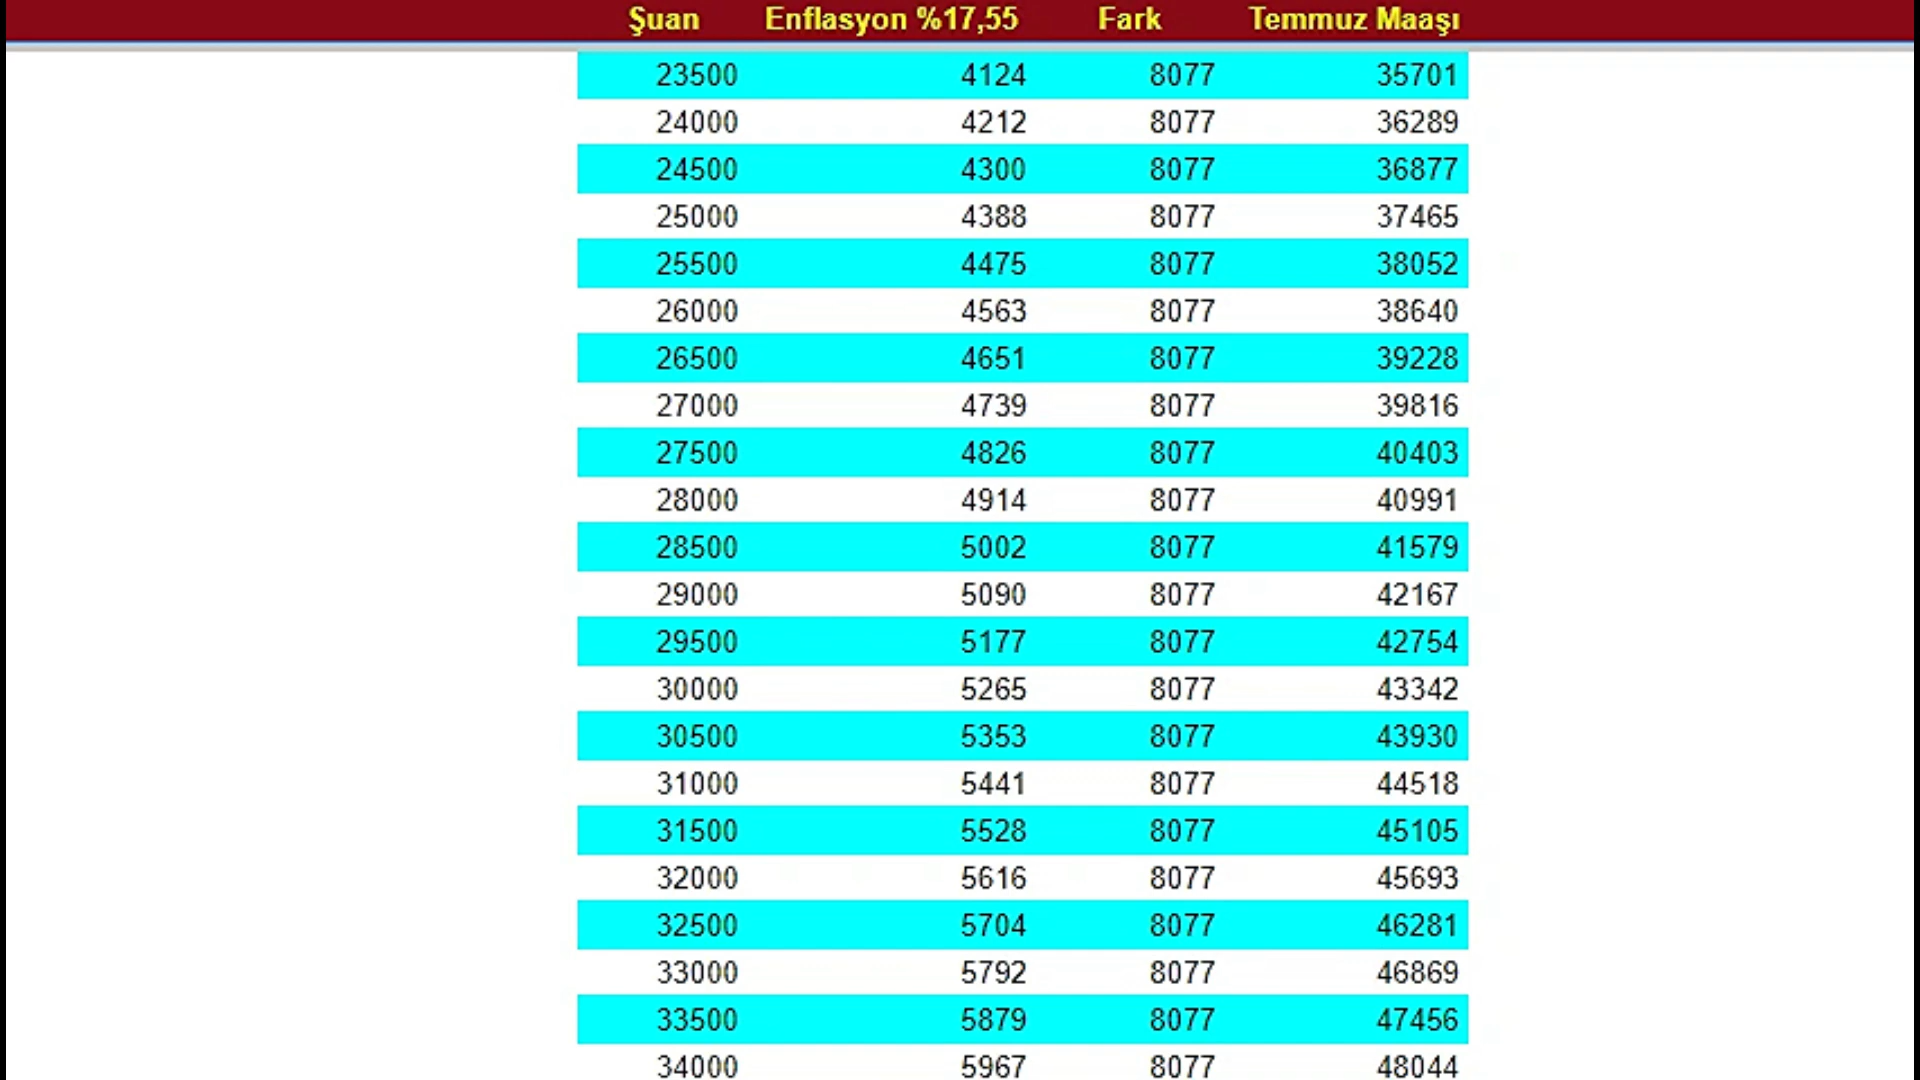 Şuan Enflasyon %17,55 Fark Temmuz Maaşı
23500 4124 8077 35701
24000 4212 8077 36289
24500 4300 8077 36877
25000 4388 8077 37465
25500 4475 8077 38052
26000 4563 8077 38640
26500 4651 8077 39228
27000 4739 8077 39816
27500 4826 8077 40403
28000 4914 8077 40991
28500 5002 8077 41579
29000 5090 8077 42167
29500 5177 8077 42754
30000 5265 8077 43342
30500 5353 8077 43930
31000 5441 8077 44518
31500 5528 8077 45105
32000 5616 8077 45693
32500 5704 8077 46281
33000 5792 8077 46869
33500 5879 8077 47456
34000 5967 8077 48044